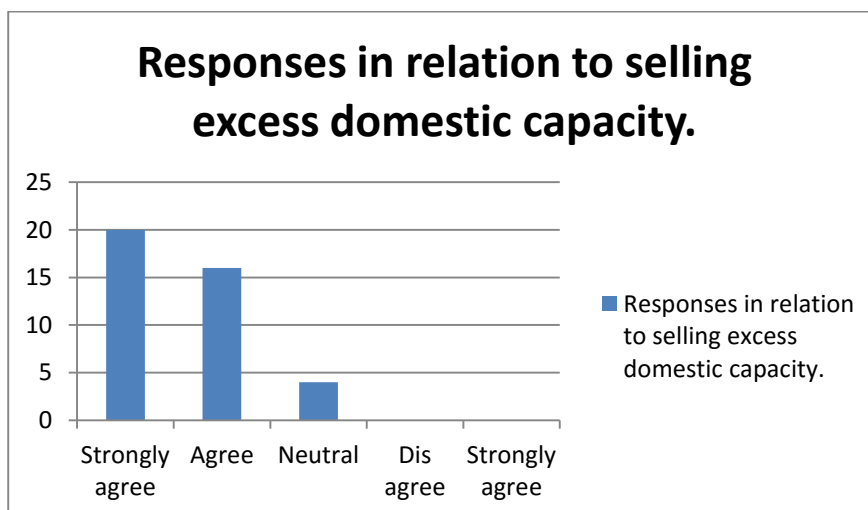 Responses in relation to selling
excess domestic capacity.
25
20
15
10
5
0
Strongly
agree
Agree
Neutral
Dis
agree
Strongly
agree
Responses in relation
to selling excess
domestic capacity.